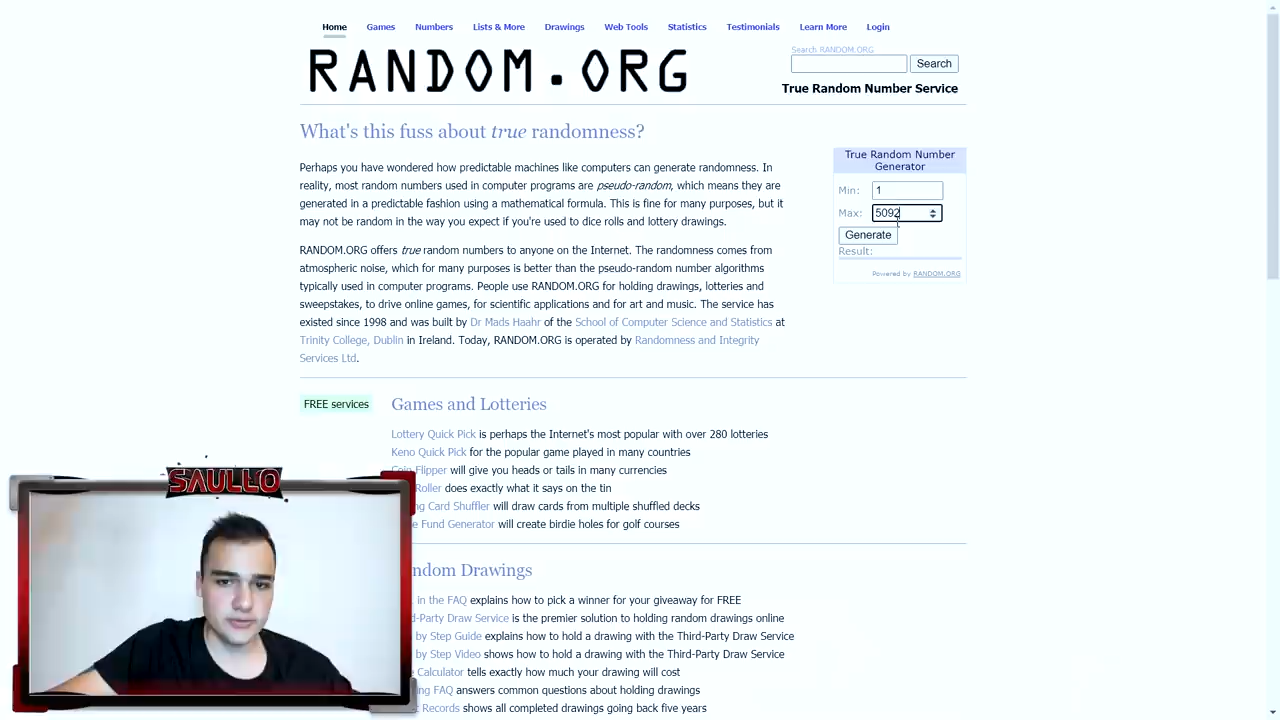 Home Games Numbers Lists & More Drawings Web Tools Statistics Testimonials Learn More Login
RANDOM.ORG
Search RANDOM.ORG
Search
True Random Number Service
What's this fuss about true randomness?
Perhaps you have wondered how predictable machines like computers can generate randomness. In
reality, most random numbers used in computer programs are pseudo-random, which means they are
generated in a predictable fashion using a mathematical formula. This is fine for many purposes, but it
may not be random in the way you expect if you're used to dice rolls and lottery drawings.
RANDOM.ORG offers true random numbers to anyone on the Internet. The randomness comes from
atmospheric noise, which for many purposes is better than the pseudo-random number algorithms
typically used in computer programs. People use RANDOM.ORG for holding drawings, lotteries and
sweepstakes, to drive online games, for scientific applications and for art and music. The service has
existed since 1998 and was built by Dr Mads Haahr of the School of Computer Science and Statistics at
Trinity College, Dublin in Ireland. Today, RANDOM.ORG is operated by Randomness and Integrity
Services Ltd.
True Random Number
Generator
Min: 1
Max: 5092
Generate
Result:
Powered by RANDOM.ORG
FREE services
Games and Lotteries
Lottery Quick Pick is perhaps the Internet's most popular with over 280 lotteries
Keno Quick Pick for the popular game played in many countries
Coin Flipper will give you heads or tails in many currencies
Roller does exactly what it says on the tin
Card Shuffler will draw cards from multiple shuffled decks
Fund Generator will create birdie holes for golf courses
ndom Drawings
in the FAQ explains how to pick a winner for your giveaway for FREE
d-Party Draw Service is the premier solution to holding random drawings online
by Step Guide explains how to hold a drawing with the Third-Party Draw Service
by Step Video shows how to hold a drawing with the Third-Party Draw Service
Calculator tells exactly how much your drawing will cost
ng FAQ answers common questions about holding drawings
Records shows all completed drawings going back five years
SAULLO